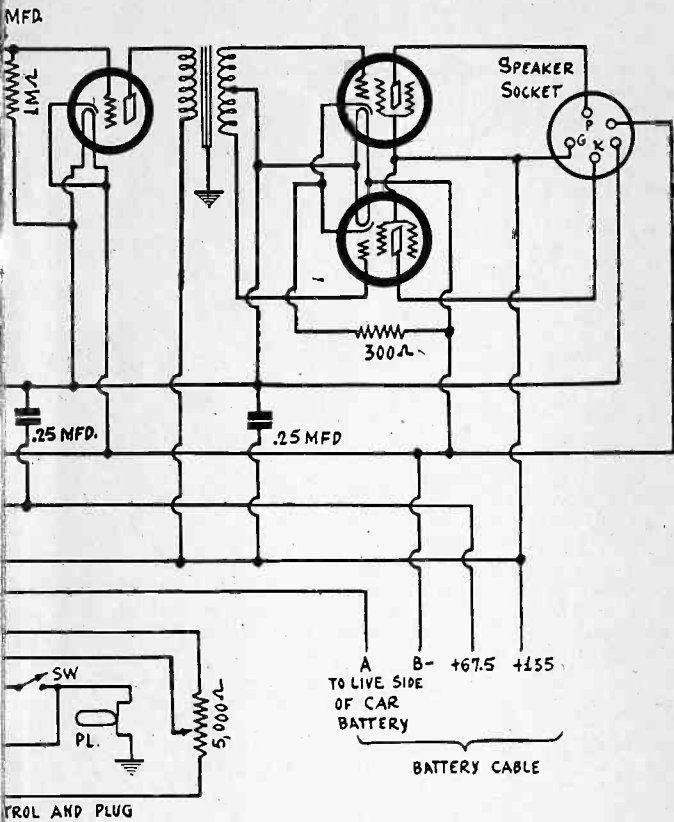 MFD.
1MΩ
SPEAKER
SOCKET
P
G
K
300Ω
.25 MFD.
.25 MFD
A
B-
+67.5
+135
TO LIVE SIDE
OF CAR
BATTERY
BATTERY CABLE
SW
PL.
5,000Ω
TROL AND PLUG